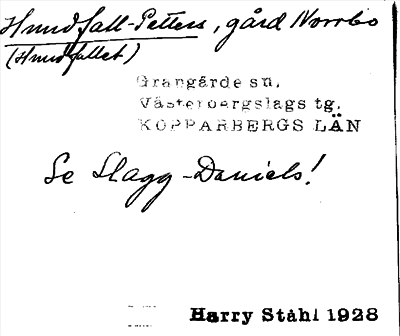 Hundfall-Petters, gård Norrbo
(Hundfallet)
Grangärde sn.
Västerbergslags tg.
KOPPARBERGS LÄN
Se Slagg-Daniels!
Harry Ståhl 1928